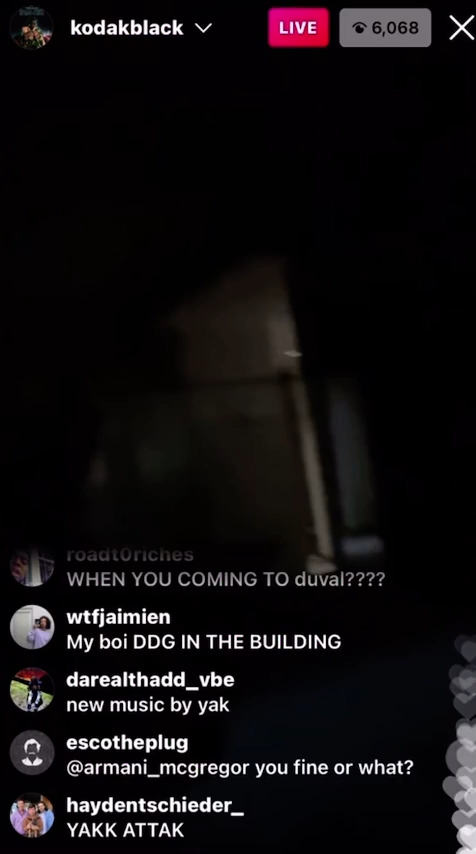 kodakblack
LIVE
6,068
roadt0riches
WHEN YOU COMING TO duval????
wtfjaimien
My boi DDG IN THE BUILDING
darealthadd_vbe
new music by yak
escotheplug
@armani_mcgregor you fine or what?
haydentschieder_
YAKK ATTAK